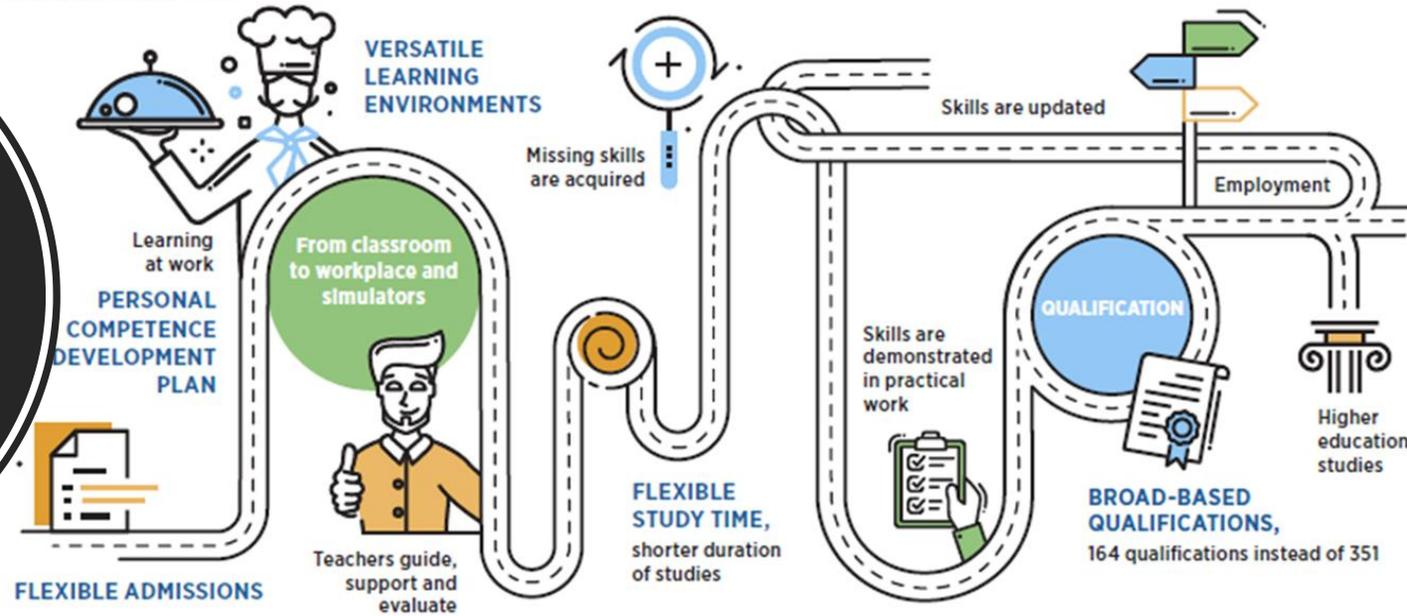 VERSATILE
LEARNING
ENVIRONMENTS
Learning
at work
PERSONAL
COMPETENCE
DEVELOPMENT
PLAN
FLEXIBLE ADMISSIONS
From classroom
to workplace and
simulators
Teachers guide,
support and
evaluate
Missing skills
are acquired
FLEXIBLE
STUDY TIME,
shorter duration
of studies
Skills are updated
Employment
Skills are
demonstrated
in practical
work
QUALIFICATION
BROAD-BASED
QUALIFICATIONS,
164 qualifications instead of 351
Higher
education
studies